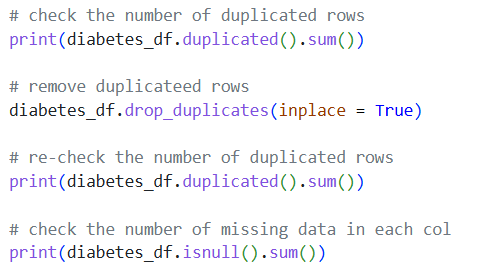 # check the number of duplicated rows
print(diabetes_df.duplicated().sum())
# remove duplicateed rows
diabetes_df.drop_duplicates(inplace = True)
# re-check the number of duplicated rows
print(diabetes_df.duplicated().sum())
# check the number of missing data in each col
print(diabetes_df.isnull().sum())